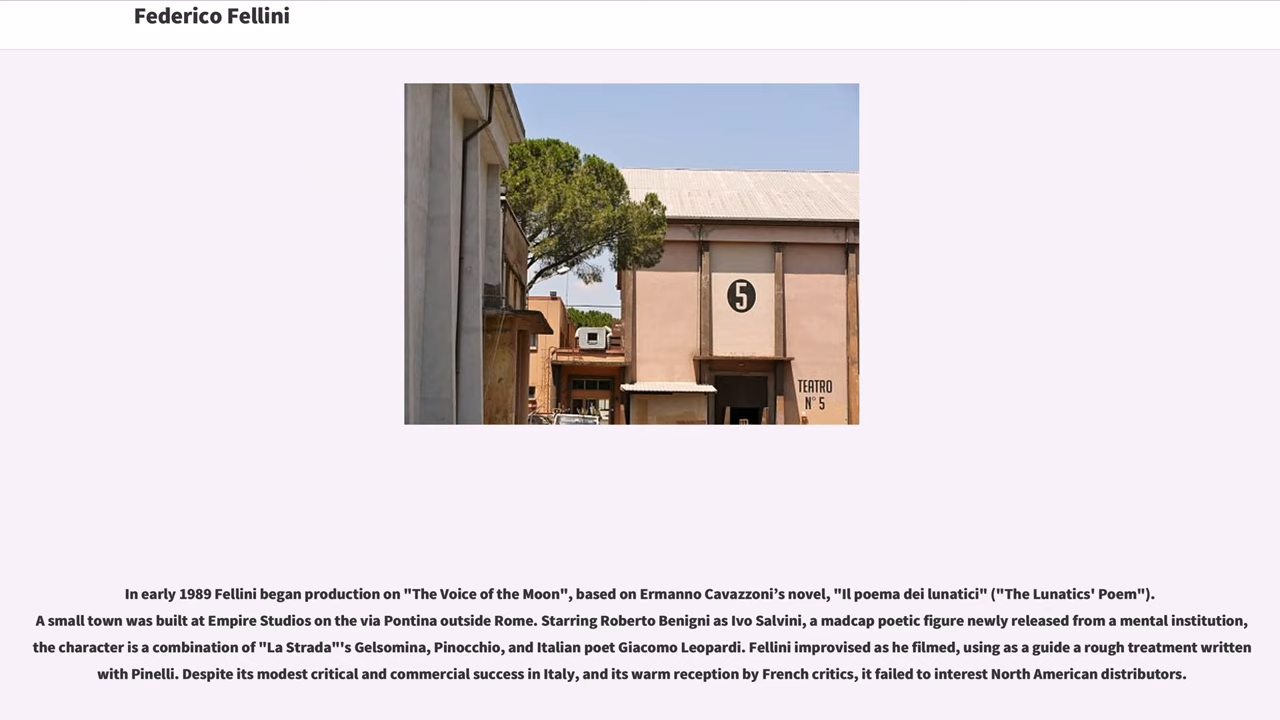 Federico Fellini
5
TEATRO
N° 5
In early 1989 Fellini began production on "The Voice of the Moon", based on Ermanno Cavazzoni’s novel, "Il poema dei lunatici" ("The Lunatics' Poem").
A small town was built at Empire Studios on the via Pontina outside Rome. Starring Roberto Benigni as Ivo Salvini, a madcap poetic figure newly released from a mental institution,
the character is a combination of "La Strada"'s Gelsomina, Pinocchio, and Italian poet Giacomo Leopardi. Fellini improvised as he filmed, using as a guide a rough treatment written
with Pinelli. Despite its modest critical and commercial success in Italy, and its warm reception by French critics, it failed to interest North American distributors.